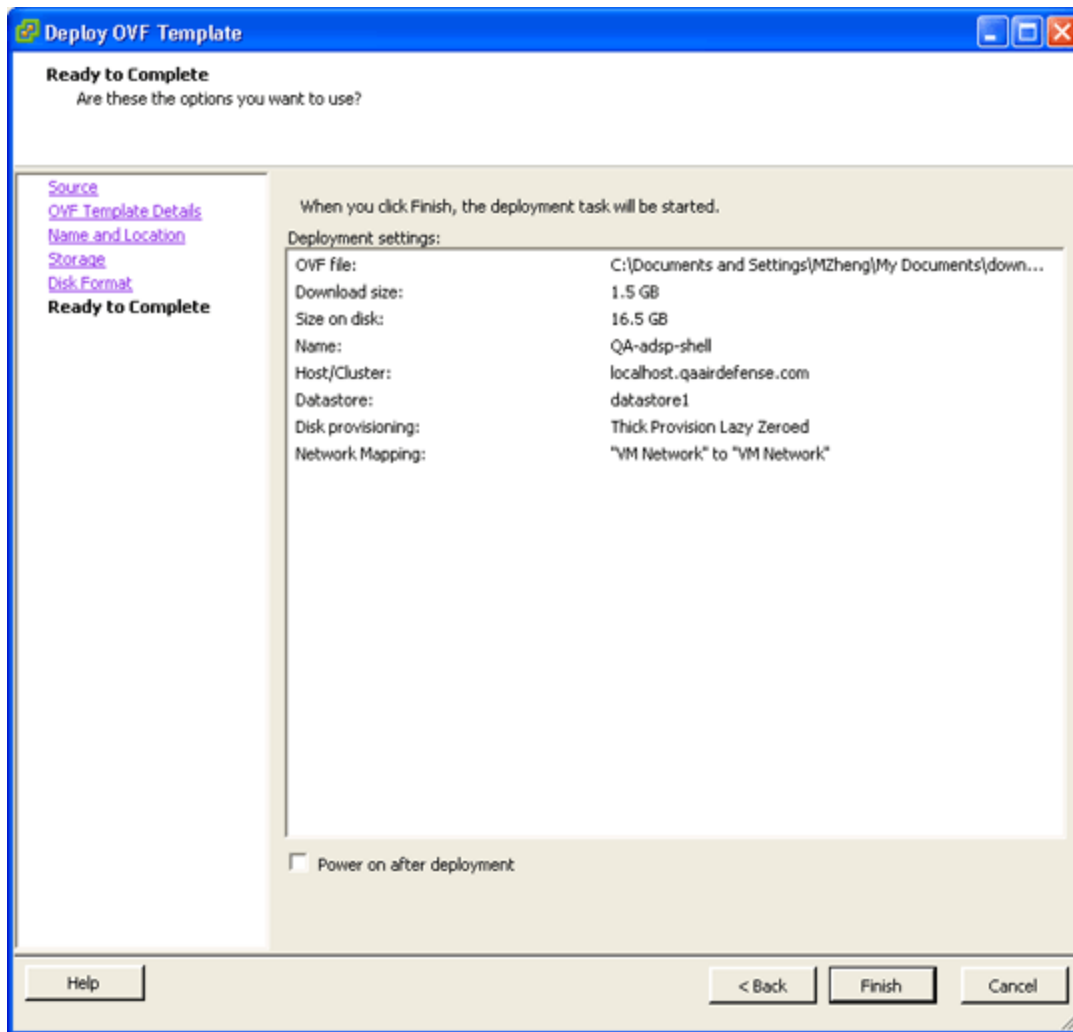 Deploy OVF Template
Ready to Complete
Are these the options you want to use?
Source
OVF Template Details
Name and Location
Storage
Disk Format
Ready to Complete
When you click Finish, the deployment task will be started.
Deployment settings:
OVF file: C:\Documents and Settings\MZheng\My Documents\down...
Download size: 1.5 GB
Size on disk: 16.5 GB
Name: QA-adsp-shell
Host/Cluster: localhost.qaairdefense.com
Datastore: datastore1
Disk provisioning: Thick Provision Lazy Zeroed
Network Mapping: "VM Network" to "VM Network"
Power on after deployment
Help < Back Finish Cancel